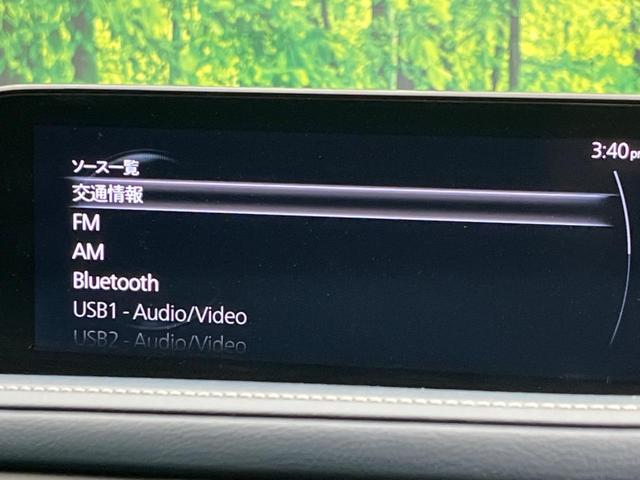 3:40pm
ソース一覧
交通情報
FM
AM
Bluetooth
USB1 - Audio/Video
USB2 - Audio/Video